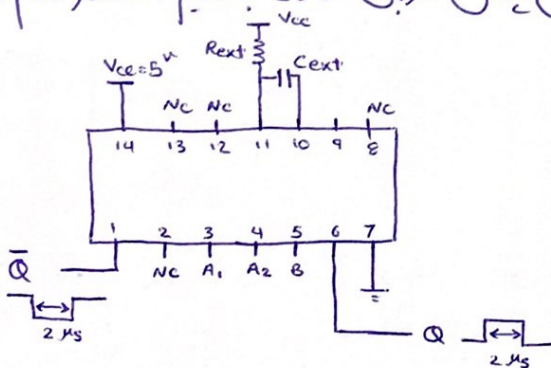 Vcc
Rext
Cext
Vcc=5v
NC NC NC
14 13 12 11 10 9 8
1 2 3 4 5 6 7
Q̅
NC A1 A2 B
2 μs
Q
2 μs